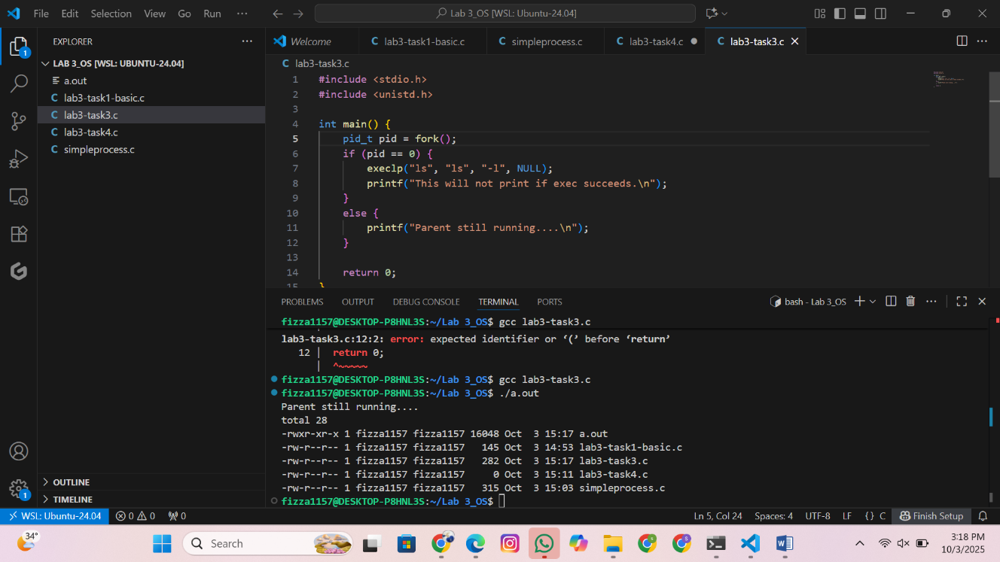 File Edit Selection View Go Run ··· Lab 3_OS [WSL: Ubuntu-24.04]
EXPLORER ···
1
LAB 3_OS [WSL: UBUNTU-24.04]
a.out
C lab3-task1-basic.c
C lab3-task3.c
C lab3-task4.c
C simpleprocess.c
OUTLINE
TIMELINE
1
Welcome C lab3-task1-basic.c C simpleprocess.c C lab3-task4.c ● C lab3-task3.c ×
C lab3-task3.c
1 #include <stdio.h>
2 #include <unistd.h>
3
4 int main() {
5 pid_t pid = fork();
6 if (pid == 0) {
7 execlp("ls", "ls", "-l", NULL);
8 printf("This will not print if exec succeeds.\n");
9 }
10 else {
11 printf("Parent still running....\n");
12 }
13
14 return 0;
15 }
PROBLEMS OUTPUT DEBUG CONSOLE TERMINAL PORTS bash - Lab 3_OS
fizza1157@DESKTOP-P8HNL3S:~/Lab 3_OS$ gcc lab3-task3.c
lab3-task3.c:12:2: error: expected identifier or ‘(’ before ‘return’
12 | return 0;
| ^~~~~~
fizza1157@DESKTOP-P8HNL3S:~/Lab 3_OS$ gcc lab3-task3.c
fizza1157@DESKTOP-P8HNL3S:~/Lab 3_OS$ ./a.out
Parent still running....
total 28
-rwxr-xr-x 1 fizza1157 fizza1157 16048 Oct  3 15:17 a.out
-rw-r--r-- 1 fizza1157 fizza1157   145 Oct  3 14:53 lab3-task1-basic.c
-rw-r--r-- 1 fizza1157 fizza1157   282 Oct  3 15:17 lab3-task3.c
-rw-r--r-- 1 fizza1157 fizza1157     0 Oct  3 15:11 lab3-task4.c
-rw-r--r-- 1 fizza1157 fizza1157   315 Oct  3 15:03 simpleprocess.c
fizza1157@DESKTOP-P8HNL3S:~/Lab 3_OS$
WSL: Ubuntu-24.04 0 0 0 Ln 5, Col 24 Spaces: 4 UTF-8 LF {} C Finish Setup
34° Search 3:18 PM
10/3/2025